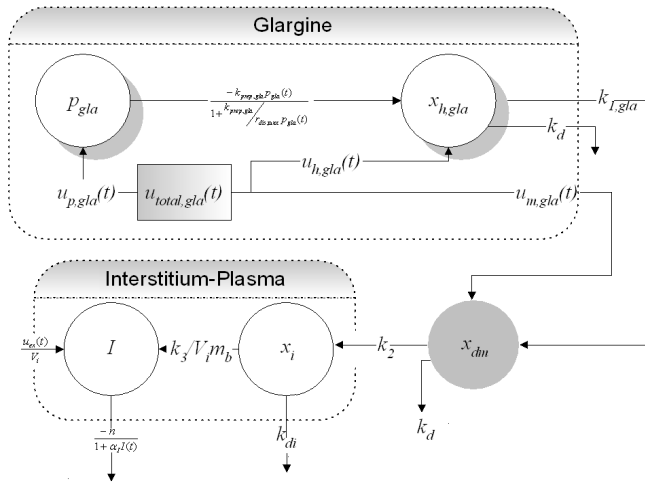 Glargine
p_gla
-k_prep,gla p_gla(t)
1+ k_prep,gla / r_dis,max p_gla(t)
x_h,gla
k_1,gla
k_d
u_h,gla(t)
u_p,gla(t)
u_total,gla(t)
u_m,gla(t)
Interstitium-Plasma
u_ex(t)
V_i
I
k_3/V_i m_b
x_i
k_2
x_dm
-n
1+α_I I(t)
k_di
k_d